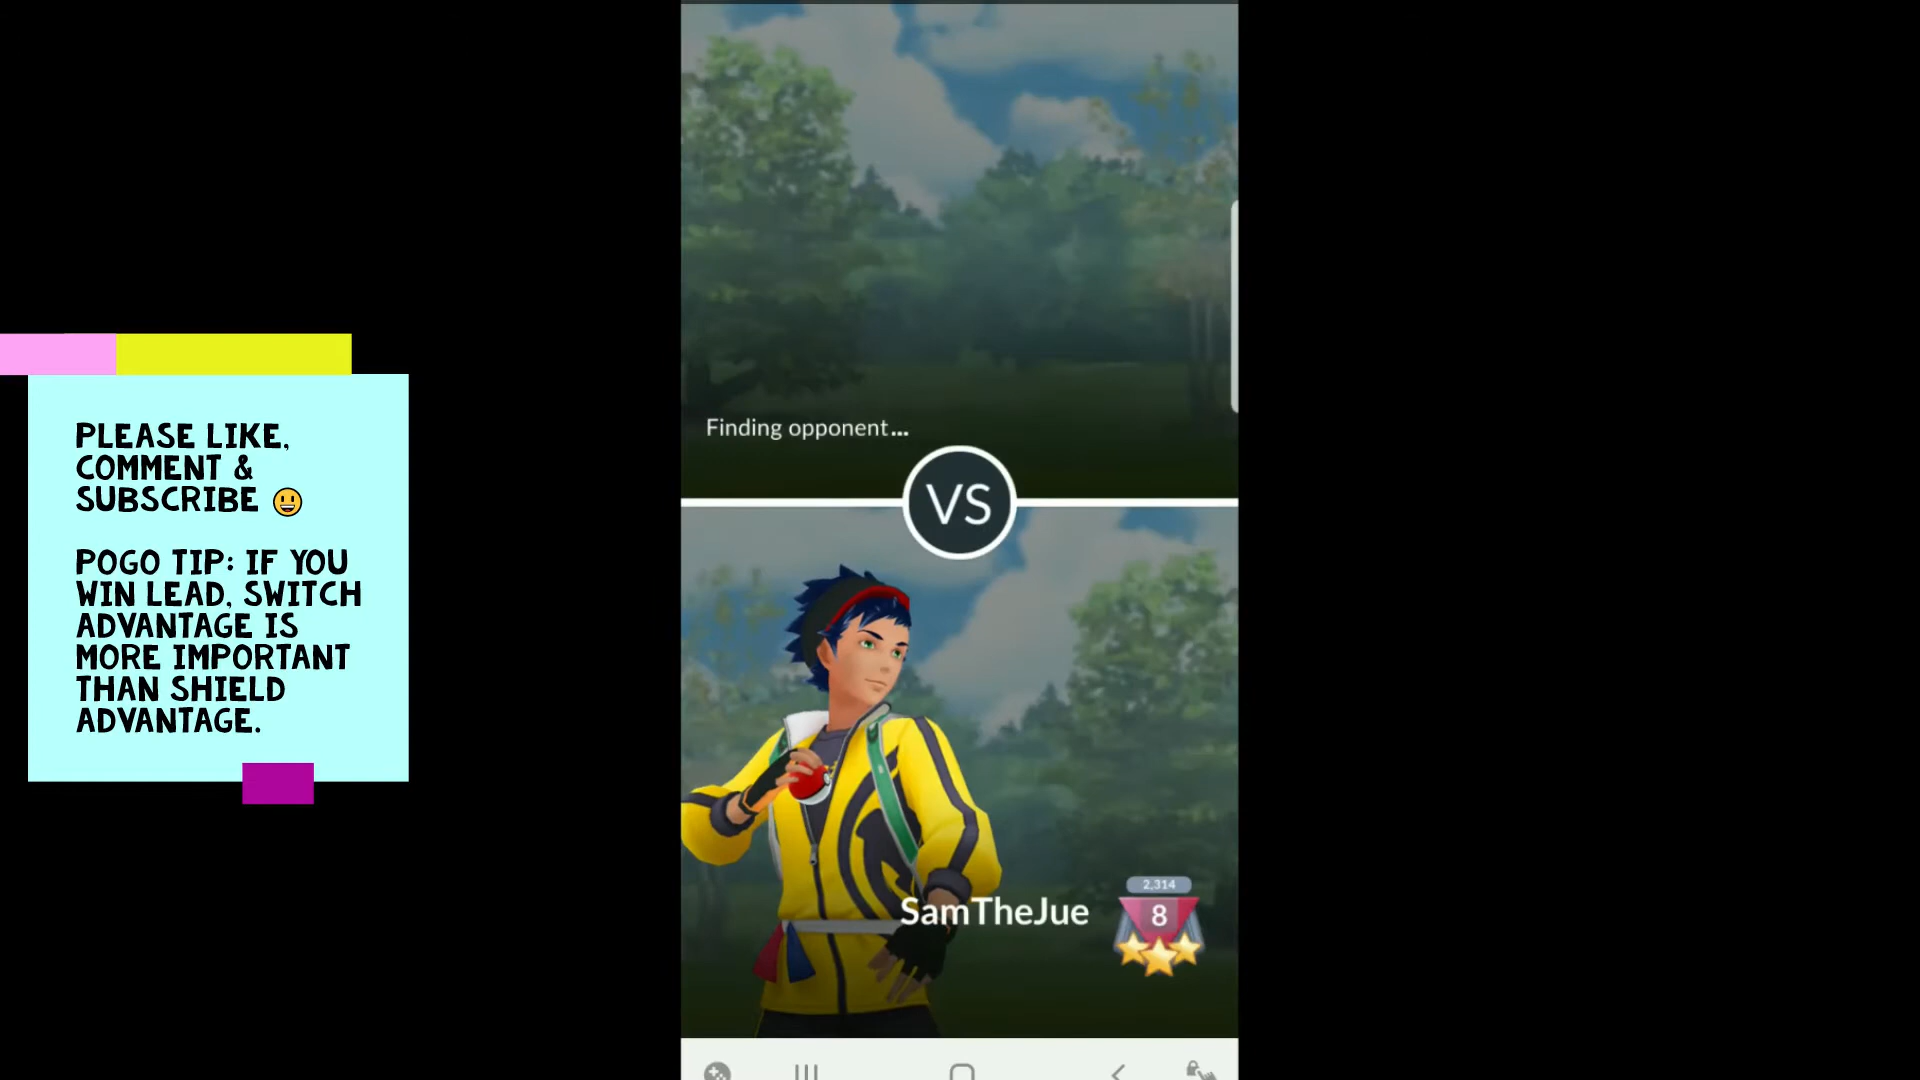 PLEASE LIKE,
COMMENT &
SUBSCRIBE 😃
POGO TIP: IF YOU
WIN LEAD, SWITCH
ADVANTAGE IS
MORE IMPORTANT
THAN SHIELD
ADVANTAGE.
Finding opponent...
VS
2,314
SamTheJue
8